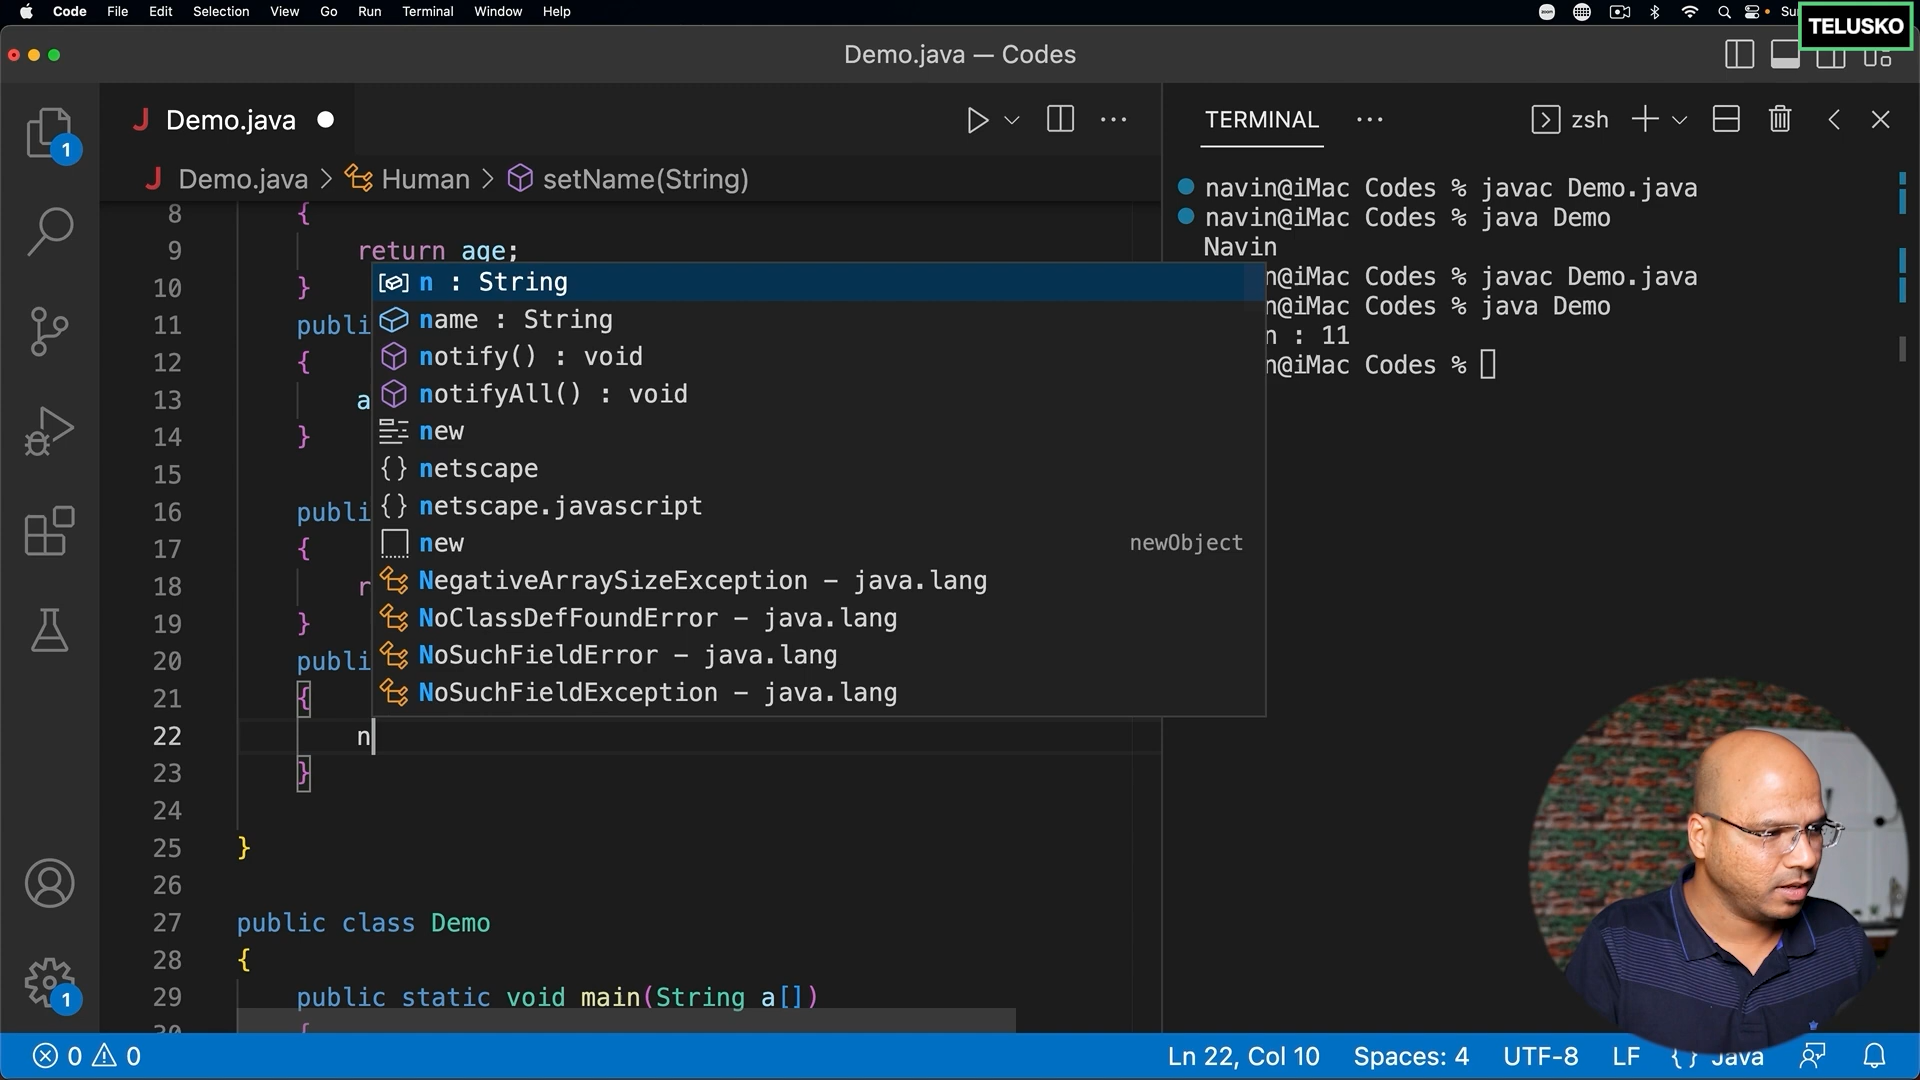 Code File Edit Selection View Go Run Terminal Window Help
zoom
TELUSKO
Demo.java — Codes
J Demo.java
J Demo.java > Human > setName(String)
8 {
9 return age;
10 }
11 publi
12 {
13 a
14 }
15
16 publi
17 {
18 r
19 }
20 publi
21 {
22 n
23 }
24
25 }
26
27 public class Demo
28 {
29 public static void main(String a[])
30 {
n : String
name : String
notify() : void
notifyAll() : void
new
{} netscape
{} netscape.javascript
new newObject
NegativeArraySizeException – java.lang
NoClassDefFoundError – java.lang
NoSuchFieldError – java.lang
NoSuchFieldException – java.lang
TERMINAL ··· zsh
navin@iMac Codes % javac Demo.java
navin@iMac Codes % java Demo
Navin
n@iMac Codes % javac Demo.java
n@iMac Codes % java Demo
n : 11
n@iMac Codes %
1
1
0 0
Ln 22, Col 10 Spaces: 4 UTF-8 LF {} Java